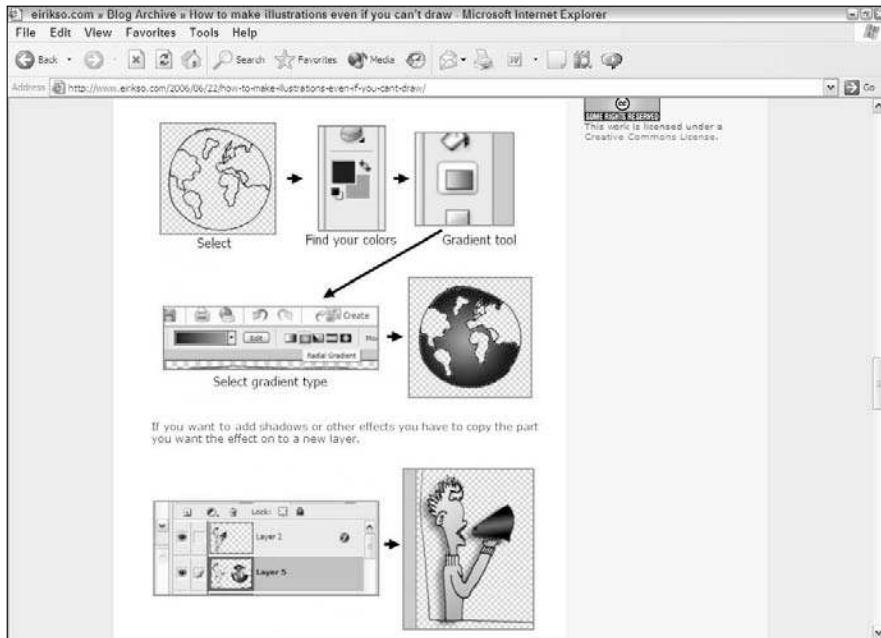 eirikso.com » Blog Archive » How to make illustrations even if you can't draw - Microsoft Internet Explorer
File Edit View Favorites Tools Help
Back Search Favorites Media
Address http://www.eirikso.com/2006/06/22/how-to-make-illustrations-even-if-you-cant-draw/ Go
cc
SOME RIGHTS RESERVED
This work is licensed under a
Creative Commons License.
Select
Find your colors
Gradient tool
Create
Edit Mo
Radial Gradient
Select gradient type
If you want to add shadows or other effects you have to copy the part
you want the effect on to a new layer.
Lock:
Layer 2
Layer 5